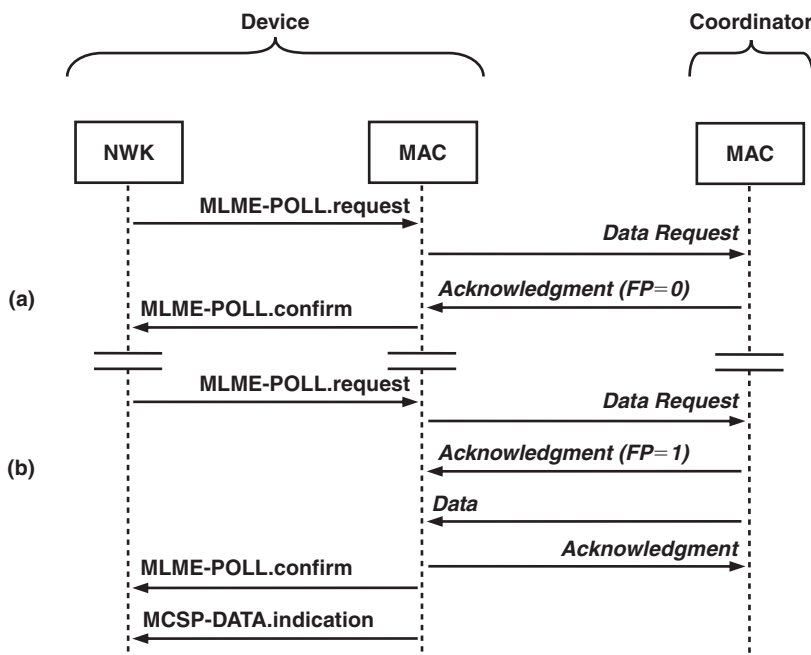 Device
Coordinator
NWK
MAC
MAC
MLME-POLL.request
Data Request
(a)
Acknowledgment (FP=0)
MLME-POLL.confirm
MLME-POLL.request
Data Request
(b)
Acknowledgment (FP=1)
Data
Acknowledgment
MLME-POLL.confirm
MCSP-DATA.indication